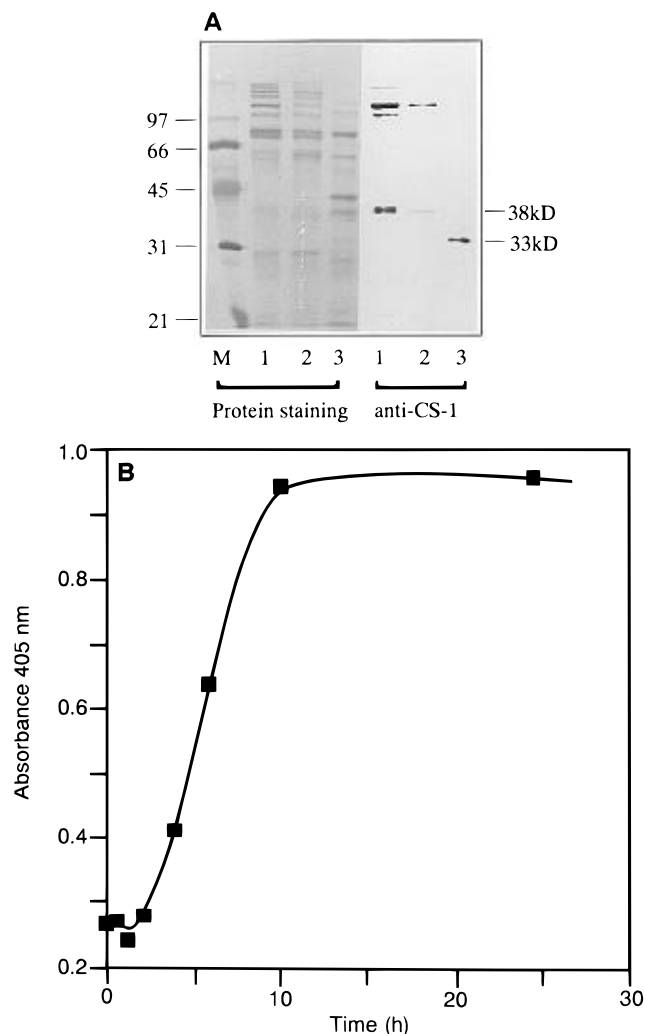 A
97
66
45
31
21
38kD
33kD
M 1 2 3 1 2 3
Protein staining anti-CS-1
B
1.0
0.8
0.6
0.4
0.2
Absorbance 405 nm
0 10 20 30
Time (h)